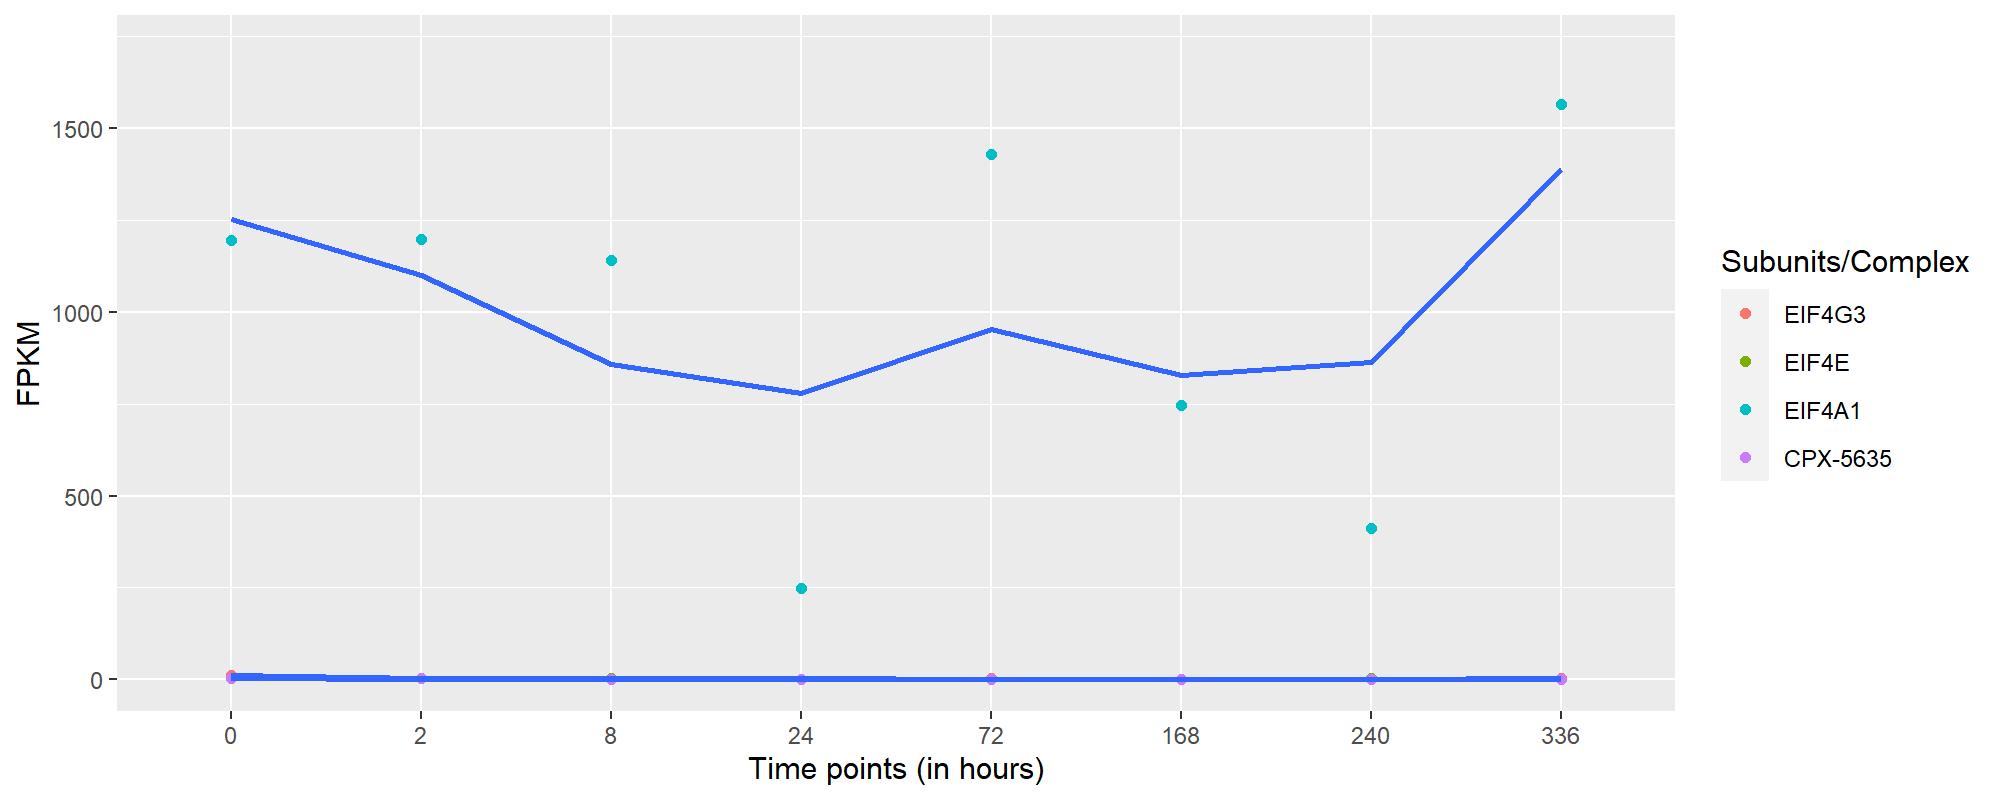 1500
1000
500
0
FPKM
0 2 8 24 72 168 240 336
Time points (in hours)
Subunits/Complex
EIF4G3
EIF4E
EIF4A1
CPX-5635